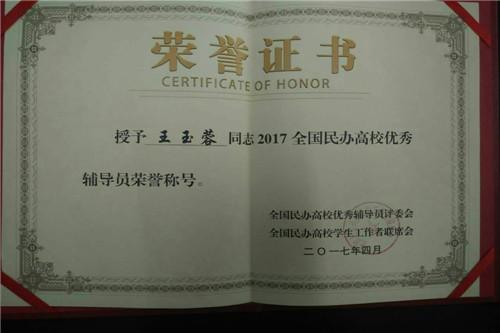 荣誉证书
CERTIFICATE OF HONOR
授予 王玉蓉 同志2017全国民办高校优秀
辅导员荣誉称号。
全国民办高校优秀辅导员评委会
全国民办高校学生工作者联席会
二〇一七年四月